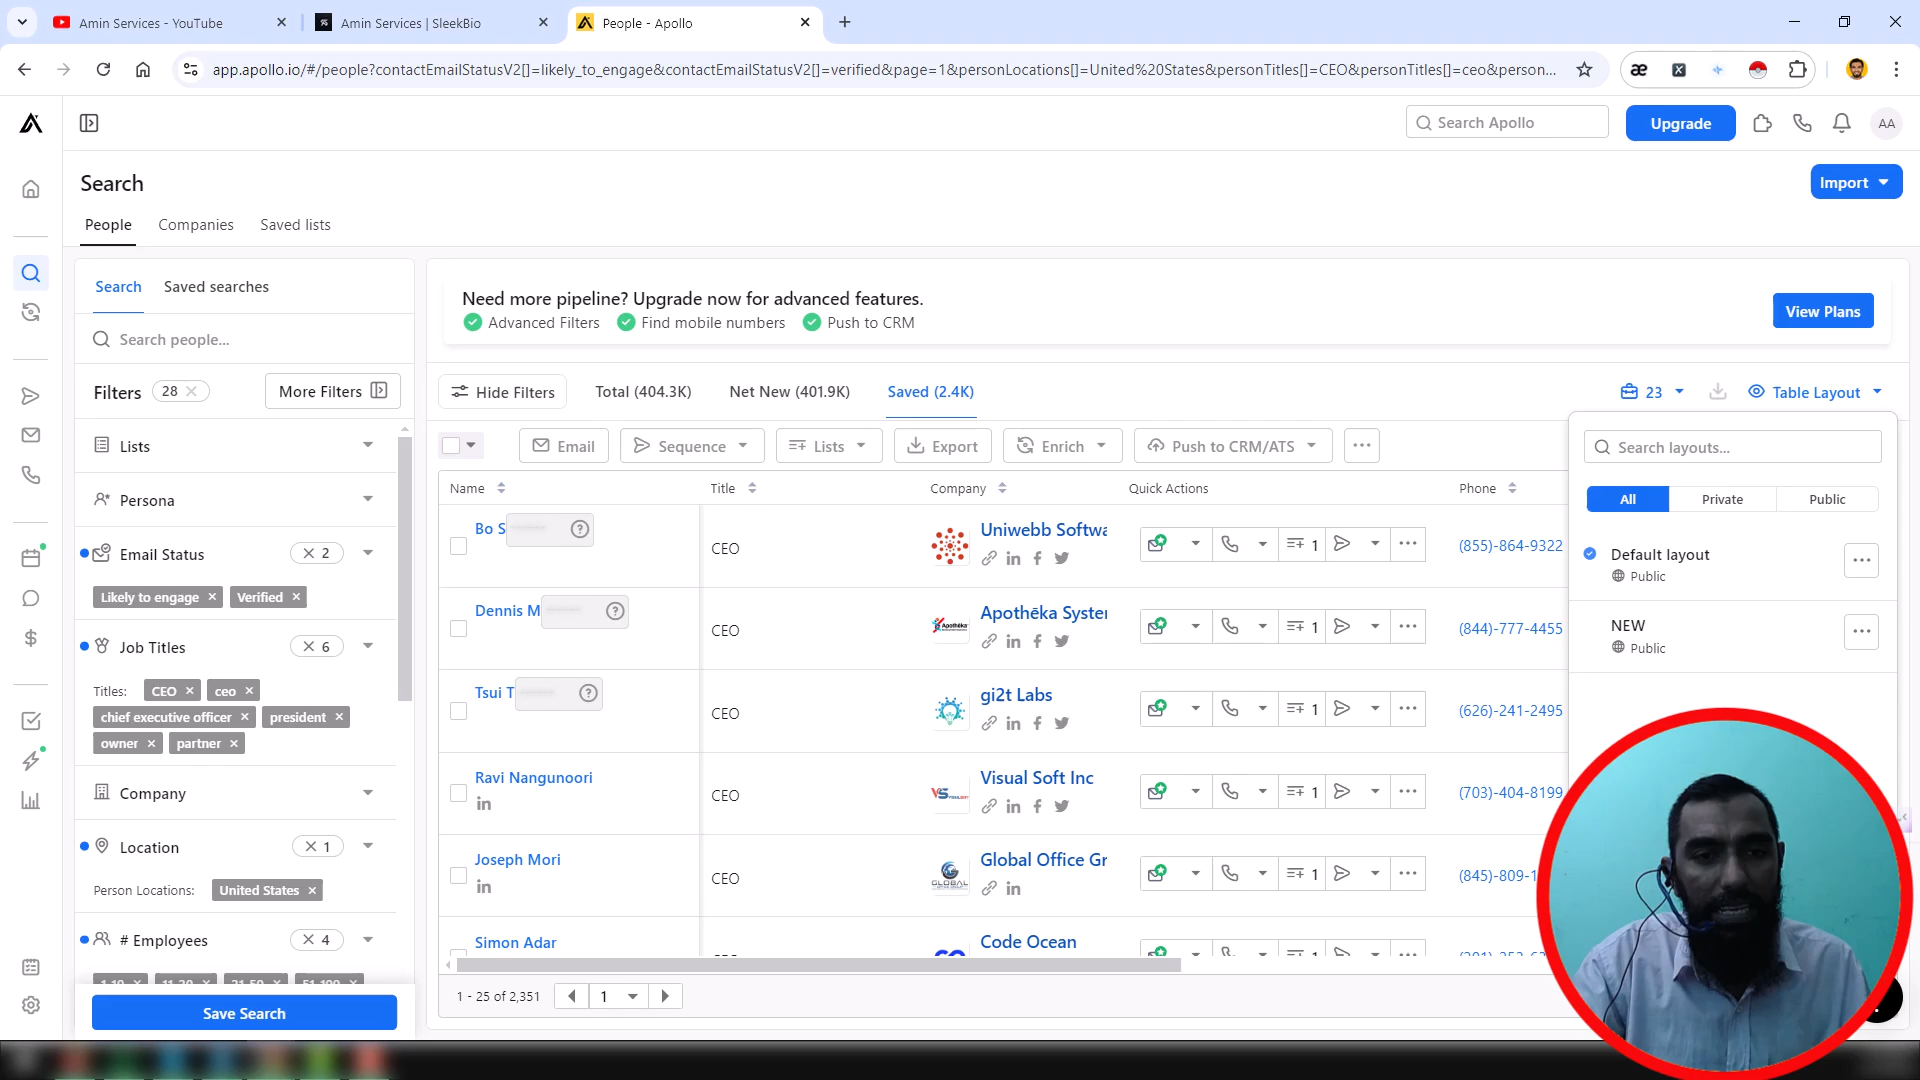 Amin Services - YouTube
Amin Services | SleekBio
People - Apollo
app.apollo.io/#/people?contactEmailStatusV2[]=likely_to_engage&contactEmailStatusV2[]=verified&page=1&personLocations[]=United%20States&personTitles[]=CEO&personTitles[]=ceo&person...
Search Apollo
Upgrade
AA
Search
Import
People
Companies
Saved lists
Search
Saved searches
Search people...
Filters
28
More Filters
Lists
Persona
Email Status
2
Likely to engage
Verified
Job Titles
6
Titles:
CEO
ceo
chief executive officer
president
owner
partner
Company
Location
1
Person Locations:
United States
# Employees
4
Save Search
Need more pipeline? Upgrade now for advanced features.
Advanced Filters
Find mobile numbers
Push to CRM
View Plans
Hide Filters
Total (404.3K)
Net New (401.9K)
Saved (2.4K)
23
Table Layout
Email
Sequence
Lists
Export
Enrich
Push to CRM/ATS
Name
Title
Company
Quick Actions
Phone
Bo S
CEO
Uniwebb Softwa
1
(855)-864-9322
Dennis M
CEO
Apothēka
Apothēka Syster
1
(844)-777-4455
Tsui T
CEO
gi2t Labs
1
(626)-241-2495
Ravi Nangunoori
CEO
Visual Soft Inc
1
(703)-404-8199
Joseph Mori
CEO
GLOBAL
Global Office Gr
1
(845)-809-1
Simon Adar
Code Ocean
1 - 25 of 2,351
1
Search layouts...
All
Private
Public
Default layout
Public
NEW
Public